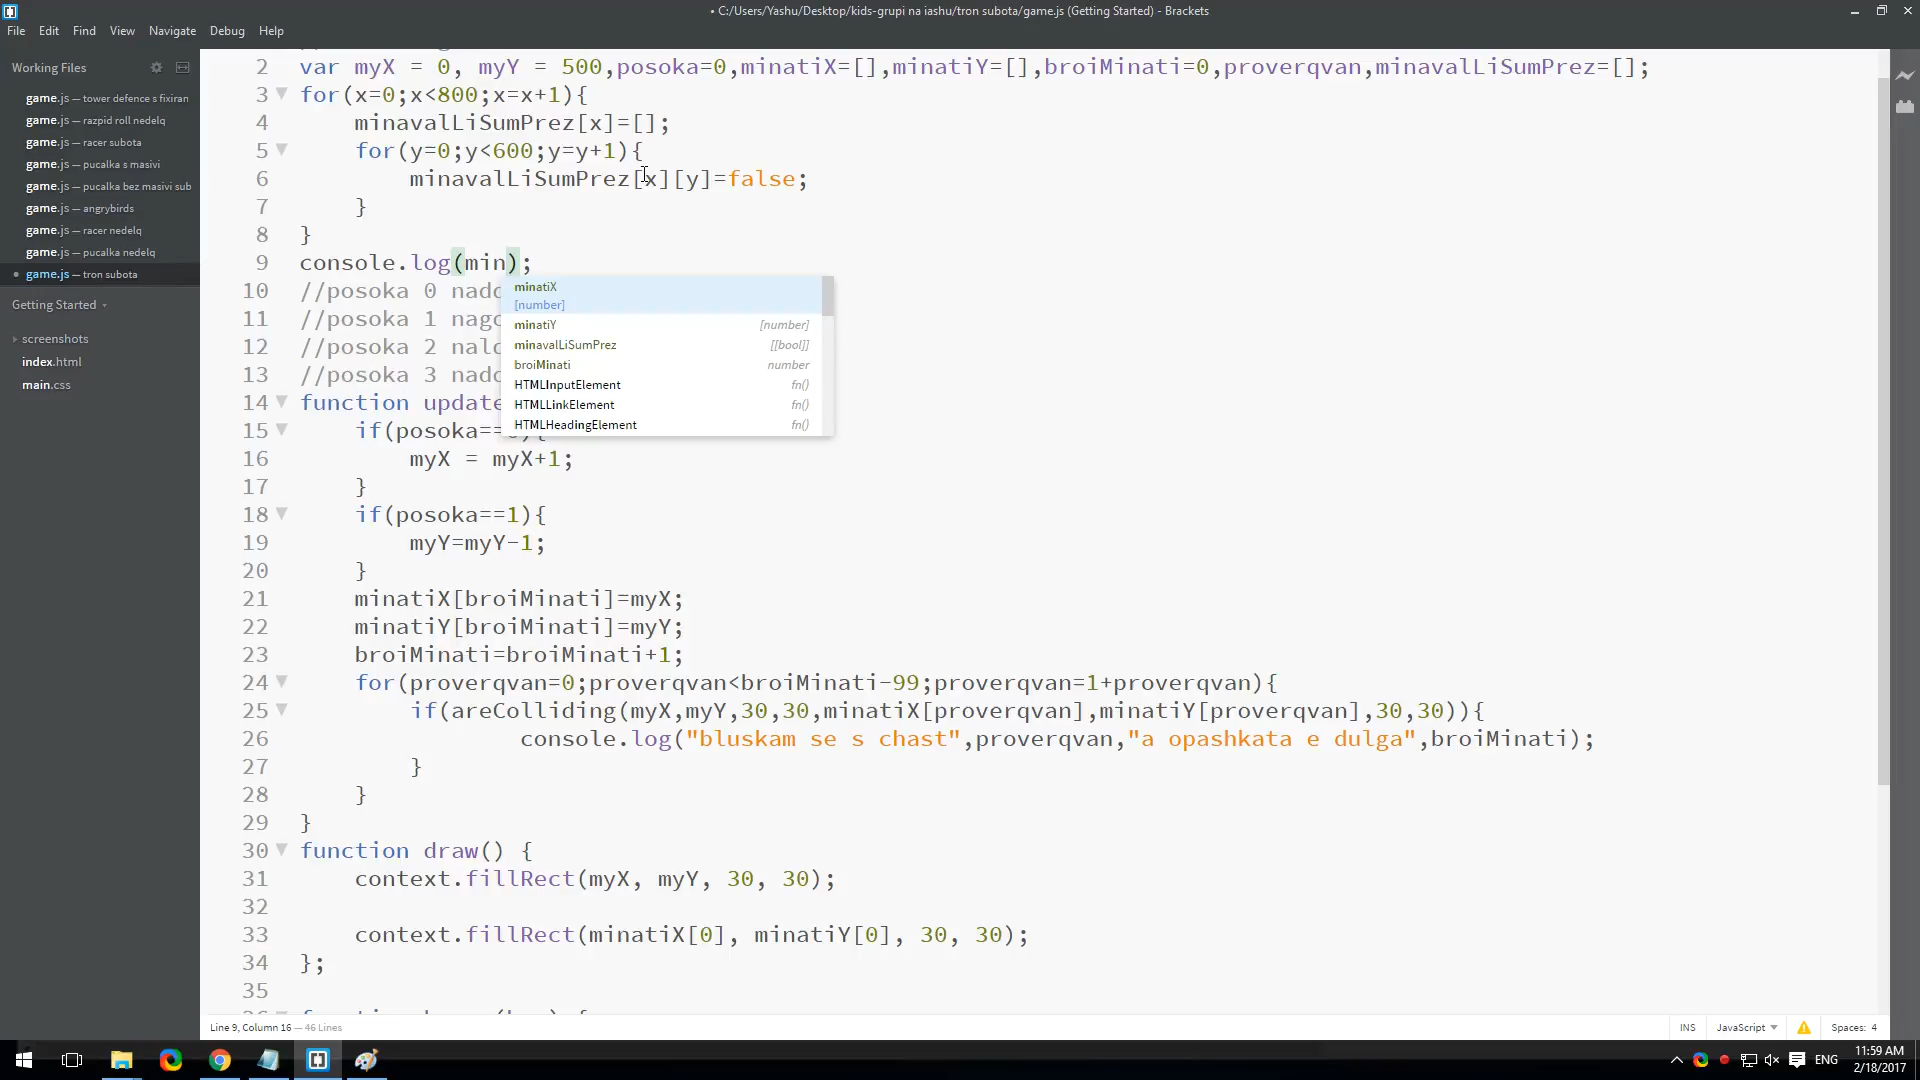 • C:/Users/Yashu/Desktop/kids-grupi na iashu/tron subota/game.js (Getting Started) - Brackets
File Edit Find View Navigate Debug Help
Working Files
game.js — tower defence s fixiran
game.js — razpid roll nedelq
game.js — racer subota
game.js — pucalka s masivi
game.js — pucalka bez masivi sub
game.js — angrybirds
game.js — racer nedelq
game.js — pucalka nedelq
game.js — tron subota
Getting Started
screenshots
index.html
main.css
2 var myX = 0, myY = 500,posoka=0,minatiX=[],minatiY=[],broiMinati=0,proverqvan,minavalLiSumPrez=[];
3 for(x=0;x<800;x=x+1){
4 minavalLiSumPrez[x]=[];
5 for(y=0;y<600;y=y+1){
6 minavalLiSumPrez[x][y]=false;
7 }
8 }
9 console.log(min);
10 //posoka 0 nado
11 //posoka 1 nago
12 //posoka 2 nalq
13 //posoka 3 nado
14 function update
15 if(posoka==0){
16 myX = myX+1;
17 }
18 if(posoka==1){
19 myY=myY-1;
20 }
21 minatiX[broiMinati]=myX;
22 minatiY[broiMinati]=myY;
23 broiMinati=broiMinati+1;
24 for(proverqvan=0;proverqvan<broiMinati-99;proverqvan=1+proverqvan){
25 if(areColliding(myX,myY,30,30,minatiX[proverqvan],minatiY[proverqvan],30,30)){
26 console.log("bluskam se s chast",proverqvan,"a opashkata e dulga",broiMinati);
27 }
28 }
29 }
30 function draw() {
31 context.fillRect(myX, myY, 30, 30);
32
33 context.fillRect(minatiX[0], minatiY[0], 30, 30);
34 };
35
minatiX
[number]
minatiY [number]
minavalLiSumPrez [[bool]]
broiMinati number
HTMLInputElement fn()
HTMLLinkElement fn()
HTMLHeadingElement fn()
Line 9, Column 16 — 46 Lines
INS JavaScript Spaces: 4
ENG
11:59 AM
2/18/2017